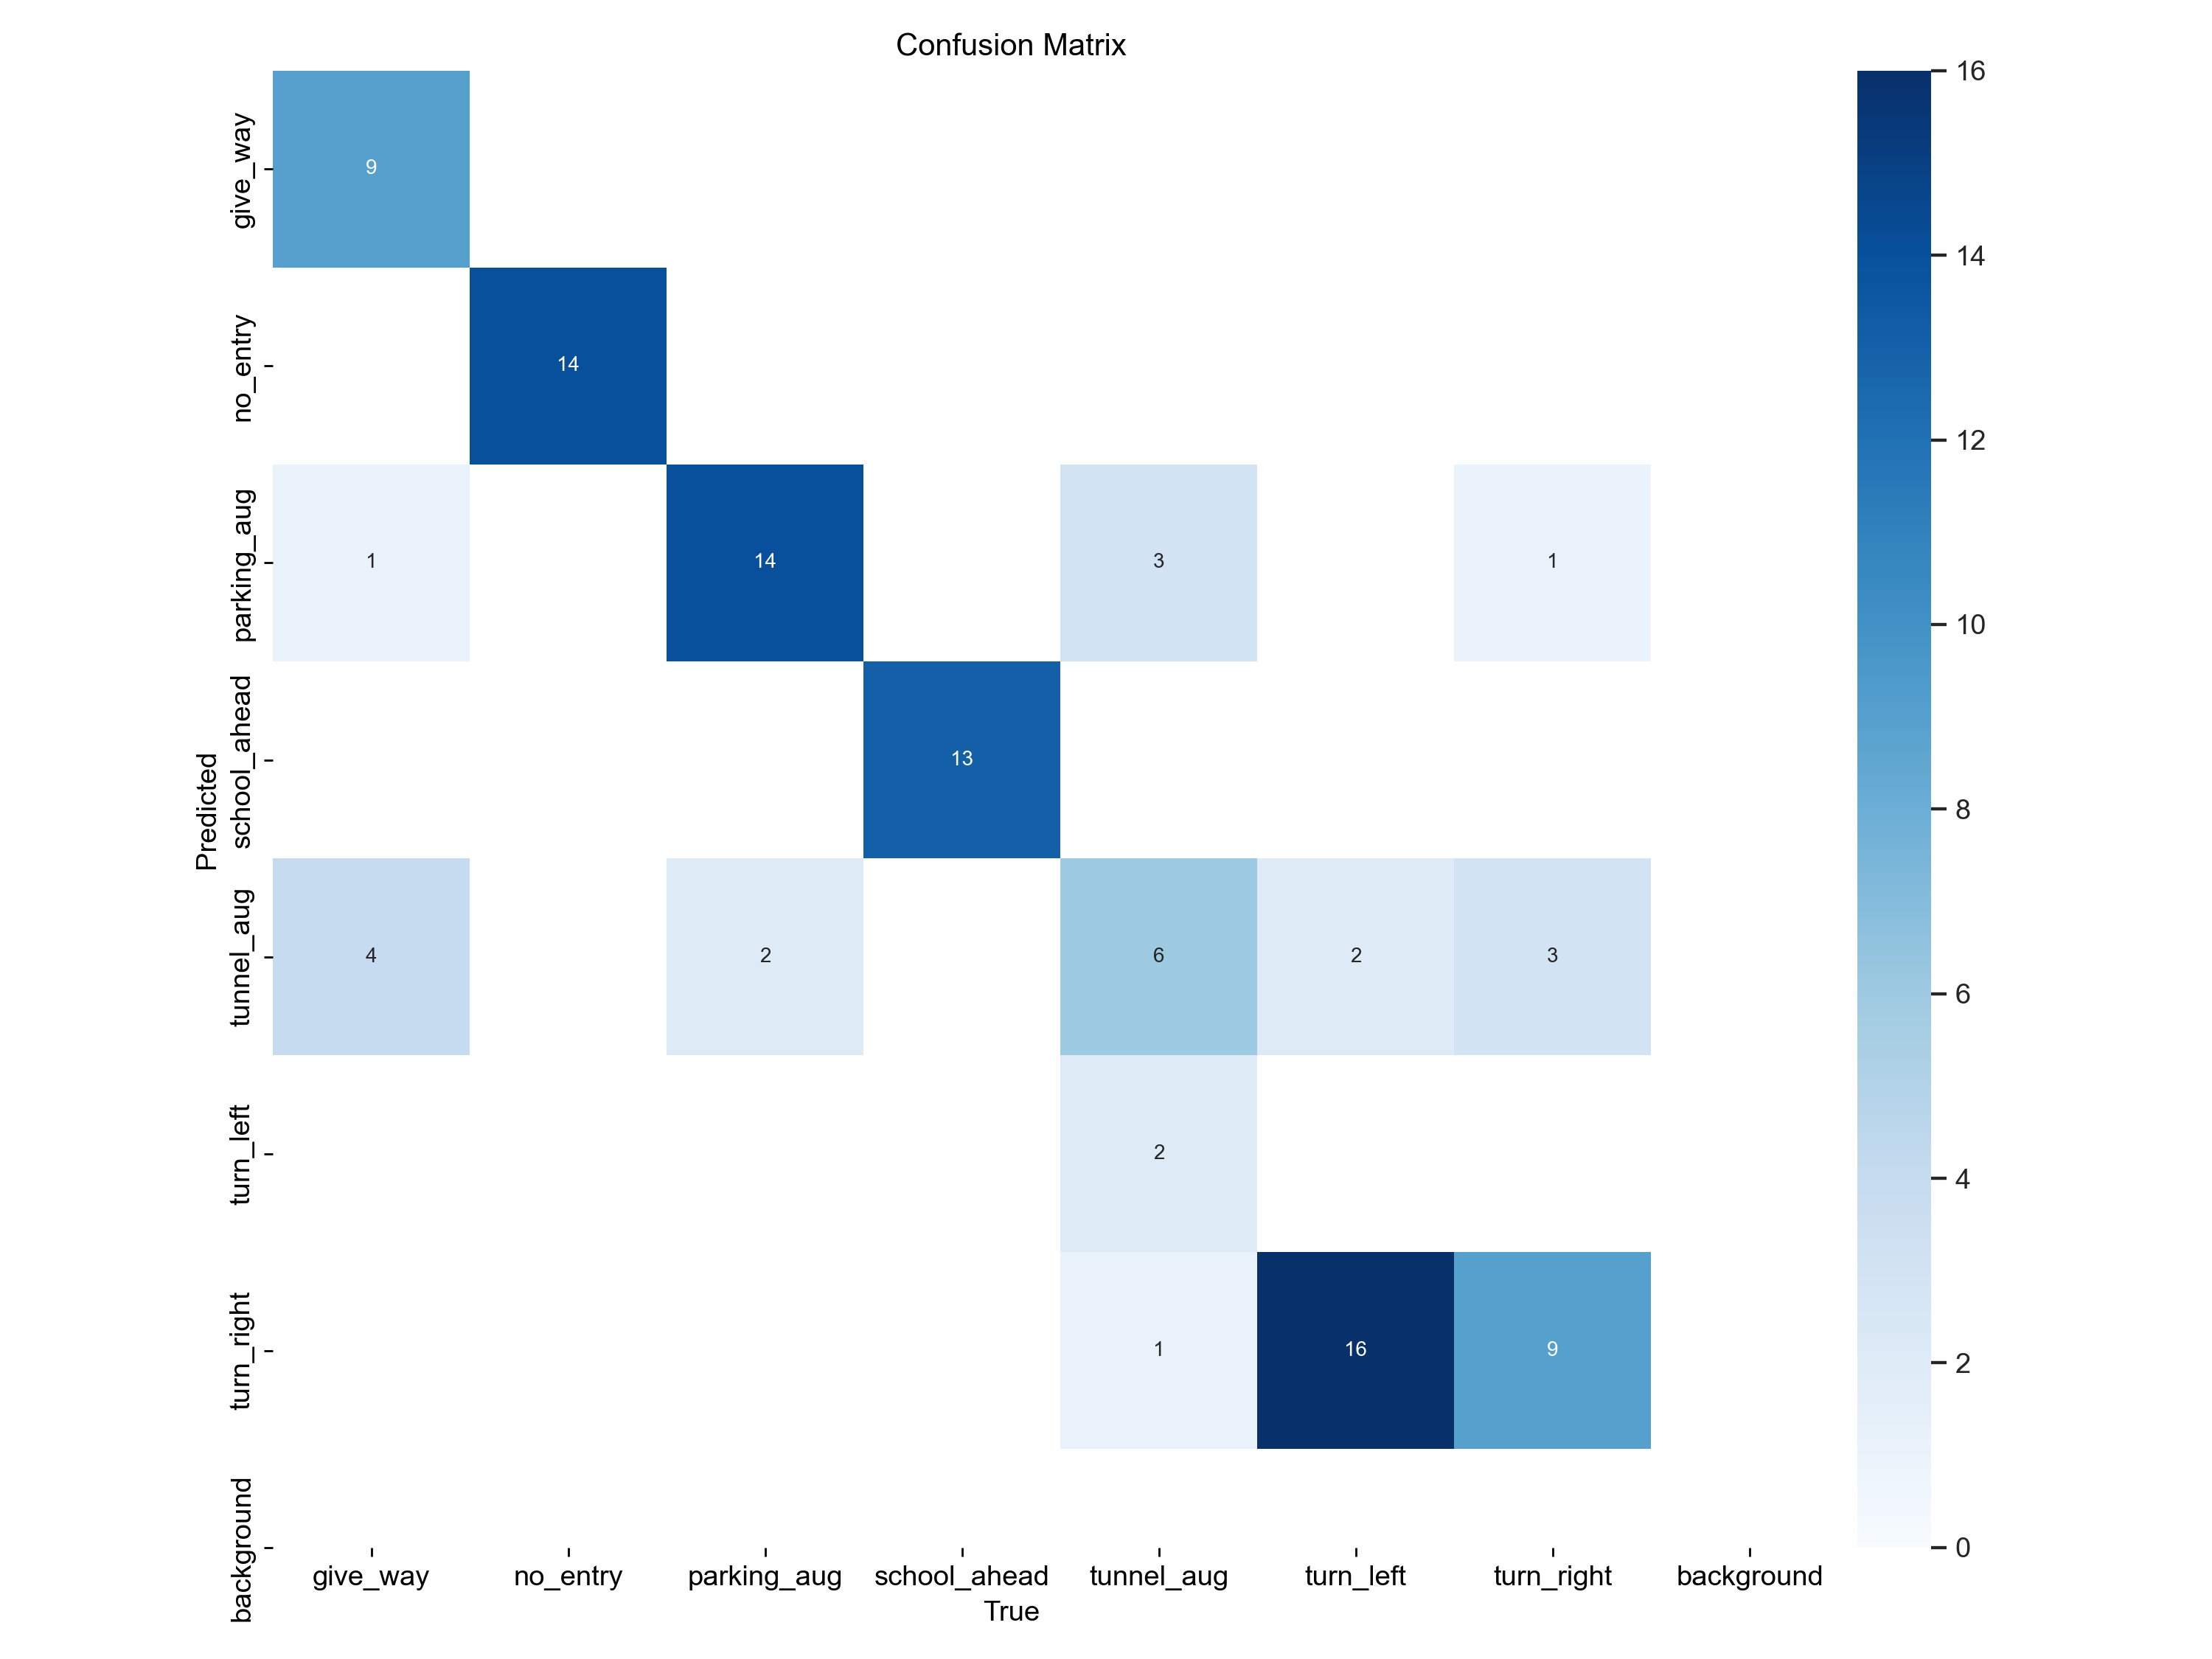 Confusion Matrix
Predicted
give_way
9
no_entry
14
parking_aug
1 14 3 1
school_ahead
13
tunnel_aug
4 2 6 2 3
turn_left
2
turn_right
1 16 9
background
give_way no_entry parking_aug school_ahead tunnel_aug turn_left turn_right background
True
16
14
12
10
8
6
4
2
0